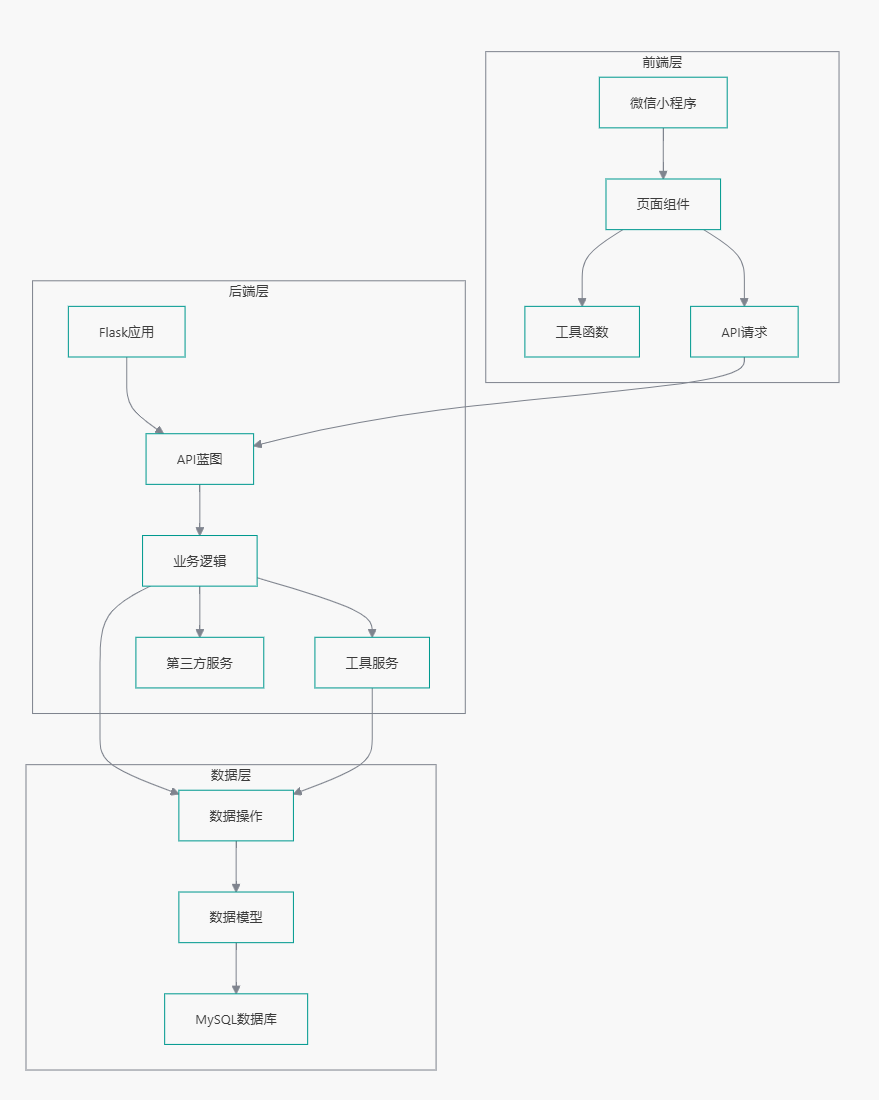 前端层
微信小程序
页面组件
工具函数
API请求
后端层
Flask应用
API蓝图
业务逻辑
第三方服务
工具服务
数据层
数据操作
数据模型
MySQL数据库